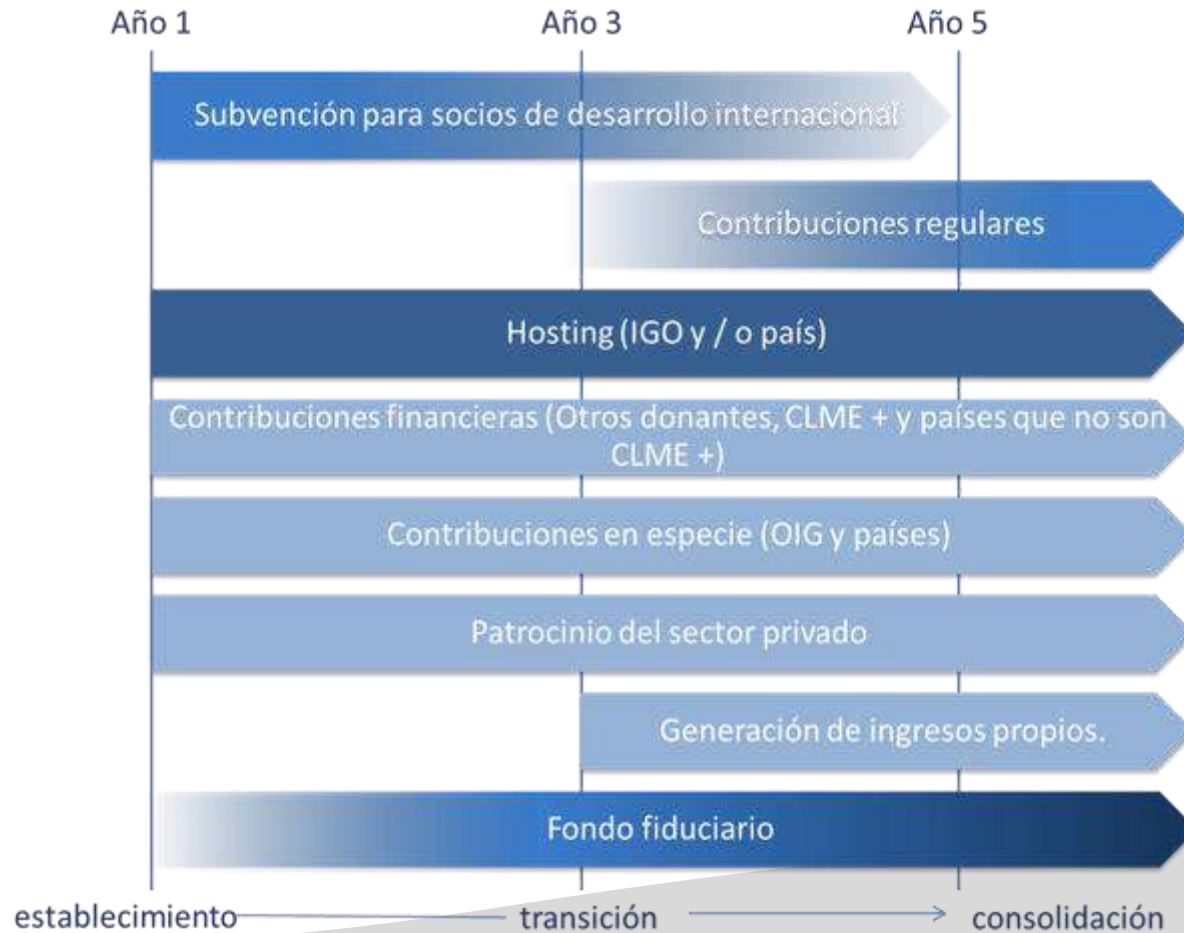 Año 1 Año 3 Año 5
Subvención para socios de desarrollo internacional
Contribuciones regulares
Hosting (IGO y / o país)
Contribuciones financieras (Otros donantes, CLME + y países que no son
CLME +)
Contribuciones en especie (OIG y países)
Patrocinio del sector privado
Generación de ingresos propios.
Fondo fiduciario
establecimiento transición consolidación